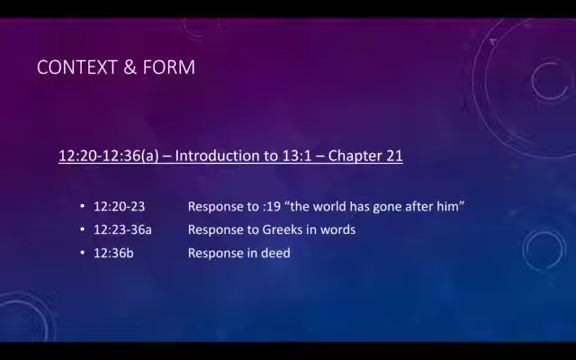 CONTEXT & FORM
12:20-12:36(a) – Introduction to 13:1 – Chapter 21
• 12:20-23 Response to :19 “the world has gone after him”
• 12:23-36a Response to Greeks in words
• 12:36b Response in deed